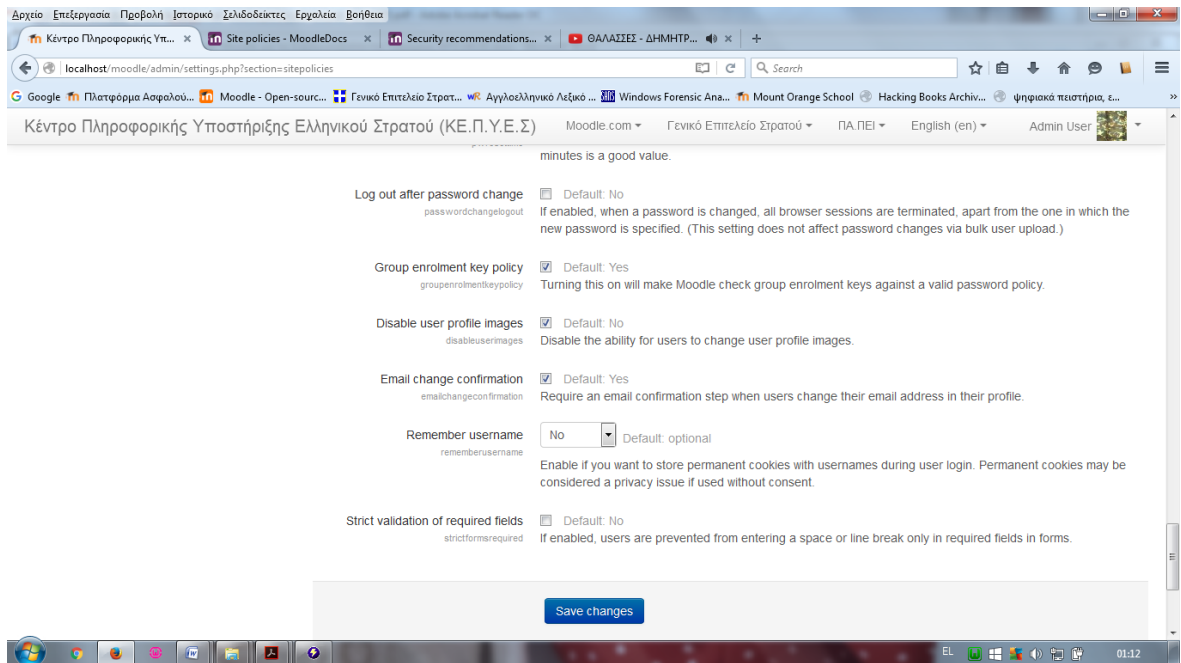 Αρχείο Επεξεργασία Προβολή Ιστορικό Σελιδοδείκτες Εργαλεία Βοήθεια
Κέντρο Πληροφορικής Υπ... × Site policies - MoodleDocs × Security recommendations... × ΘΑΛΑΣΣΕΣ - ΔΗΜΗΤΡ... × +
localhost/moodle/admin/settings.php?section=sitepolicies Search
Google Πλατφόρμα Ασφαλού... Moodle - Open-sourc... Γενικό Επιτελείο Στρατ... Αγγλοελληνικό Λεξικό ... Windows Forensic Ana... Mount Orange School Hacking Books Archiv... ψηφιακά πειστήρια, ε... »
Κέντρο Πληροφορικής Υποστήριξης Ελληνικού Στρατού (ΚΕ.Π.Υ.Ε.Σ) Moodle.com Γενικό Επιτελείο Στρατού ΠΑ.ΠΕΙ English (en) Admin User
minutes is a good value.
Log out after password change Default: No
passwordchangelogout If enabled, when a password is changed, all browser sessions are terminated, apart from the one in which the
new password is specified. (This setting does not affect password changes via bulk user upload.)
Group enrolment key policy Default: Yes
groupenrolmentkeypolicy Turning this on will make Moodle check group enrolment keys against a valid password policy.
Disable user profile images Default: No
disableuserimages Disable the ability for users to change user profile images.
Email change confirmation Default: Yes
emailchangeconfirmation Require an email confirmation step when users change their email address in their profile.
Remember username No Default: optional
rememberusername
Enable if you want to store permanent cookies with usernames during user login. Permanent cookies may be
considered a privacy issue if used without consent.
Strict validation of required fields Default: No
strictformsrequired If enabled, users are prevented from entering a space or line break only in required fields in forms.
Save changes
EL 01:12